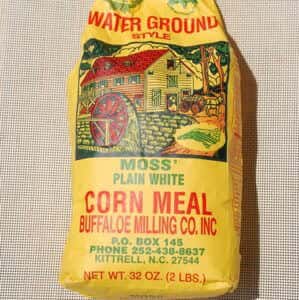 WATER GROUND
STYLE
MOSS'
PLAIN WHITE
CORN MEAL
BUFFALOE MILLING CO. INC
P.O. BOX 145
PHONE 252-438-8637
KITTRELL, N.C. 27544
NET WT. 32 OZ. (2 LBS.)